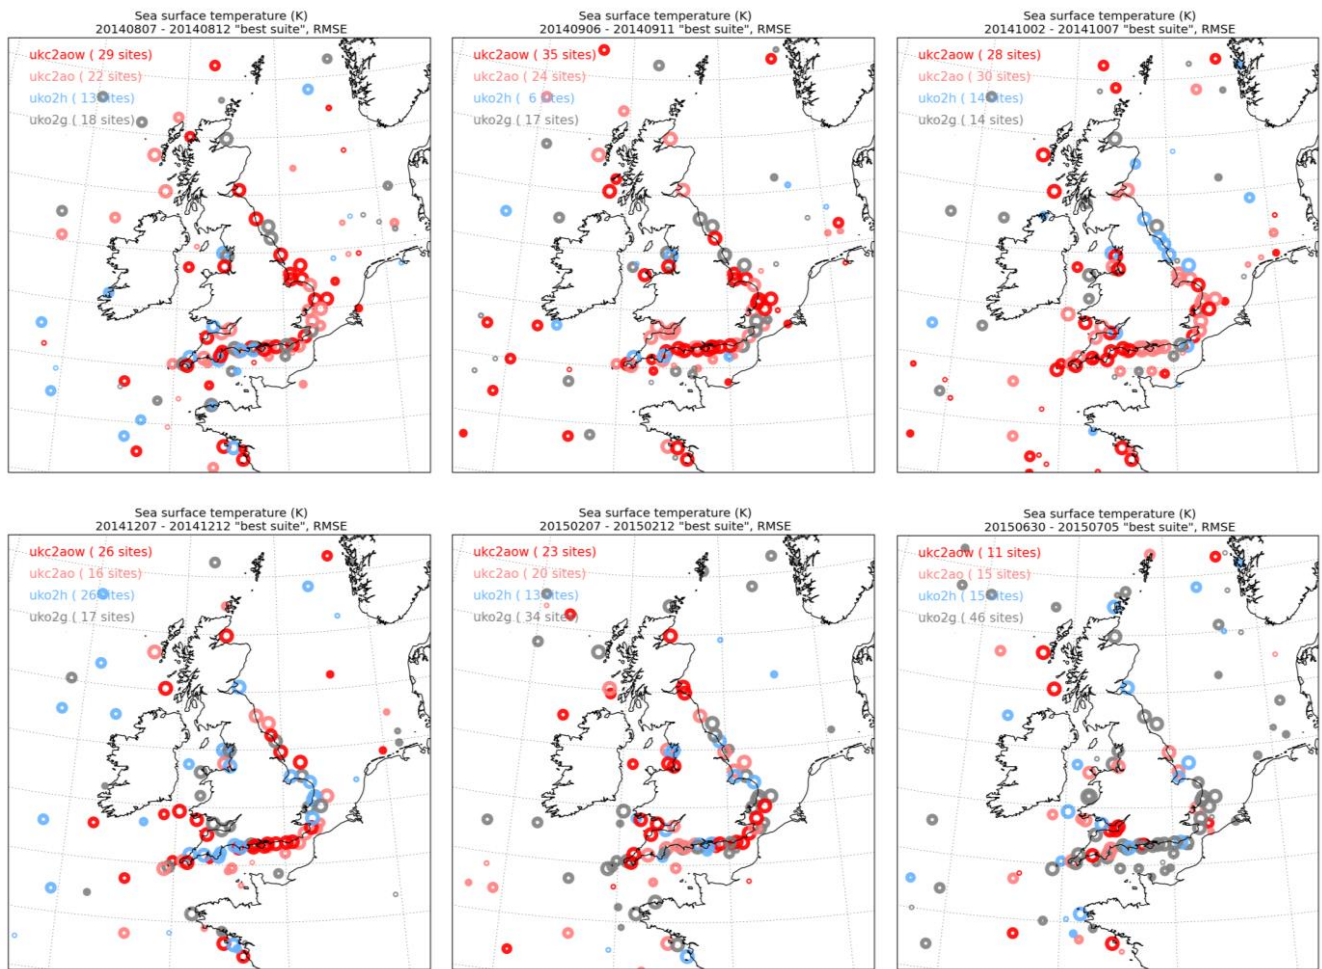 Sea surface temperature (K)
20140807 - 20140812 "best suite", RMSE
ukc2aow ( 29 sites)
ukc2ao ( 22 sites)
uko2h ( 13 sites)
uko2g ( 18 sites)
Sea surface temperature (K)
20140906 - 20140911 "best suite", RMSE
ukc2aow ( 35 sites)
ukc2ao ( 24 sites)
uko2h (  6 sites)
uko2g ( 17 sites)
Sea surface temperature (K)
20141002 - 20141007 "best suite", RMSE
ukc2aow ( 28 sites)
ukc2ao ( 30 sites)
uko2h ( 14 sites)
uko2g ( 14 sites)
Sea surface temperature (K)
20141207 - 20141212 "best suite", RMSE
ukc2aow ( 26 sites)
ukc2ao ( 16 sites)
uko2h ( 26 sites)
uko2g ( 17 sites)
Sea surface temperature (K)
20150207 - 20150212 "best suite", RMSE
ukc2aow ( 23 sites)
ukc2ao ( 20 sites)
uko2h ( 13 sites)
uko2g ( 34 sites)
Sea surface temperature (K)
20150630 - 20150705 "best suite", RMSE
ukc2aow ( 11 sites)
ukc2ao ( 15 sites)
uko2h ( 15 sites)
uko2g ( 46 sites)